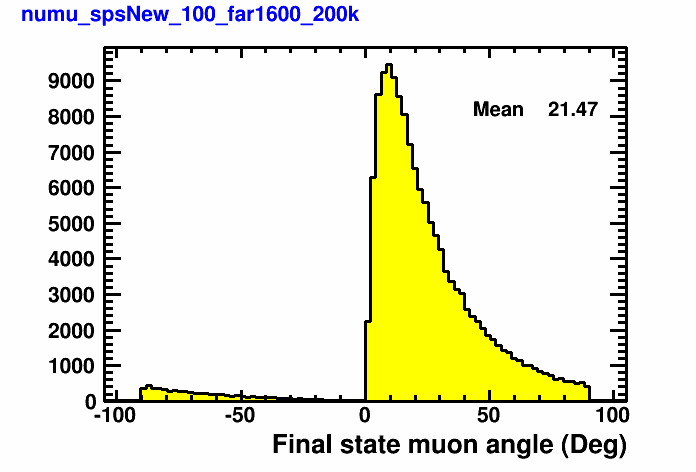 numu_spsNew_100_far1600_200k
9000
8000
7000
6000
5000
4000
3000
2000
1000
0
Mean 21.47
-100 -50 0 50 100
Final state muon angle (Deg)